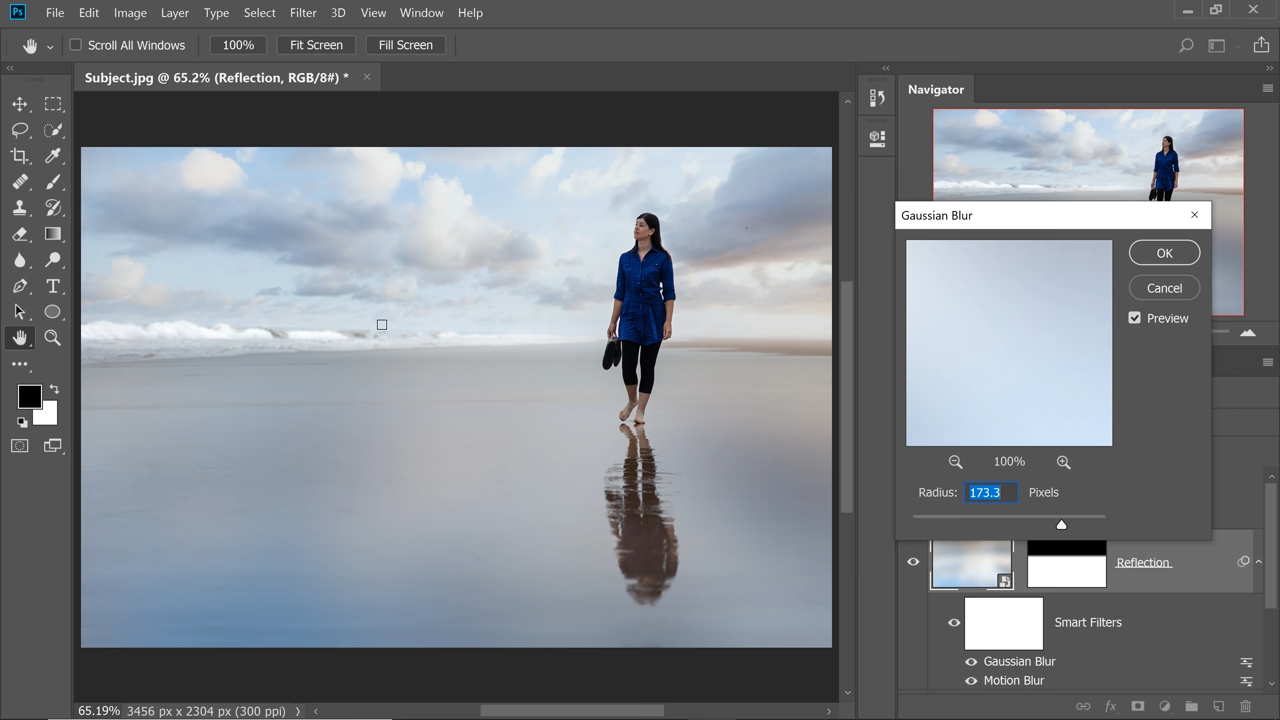 Ps File Edit Image Layer Type Select Filter 3D View Window Help
Scroll All Windows 100% Fit Screen Fill Screen
Subject.jpg @ 65.2% (Reflection, RGB/8#) *
Navigator
Gaussian Blur
OK
Cancel
Preview
100%
Radius: 173.3 Pixels
Reflection
Smart Filters
Gaussian Blur
Motion Blur
65.19% 3456 px x 2304 px (300 ppi)
fx